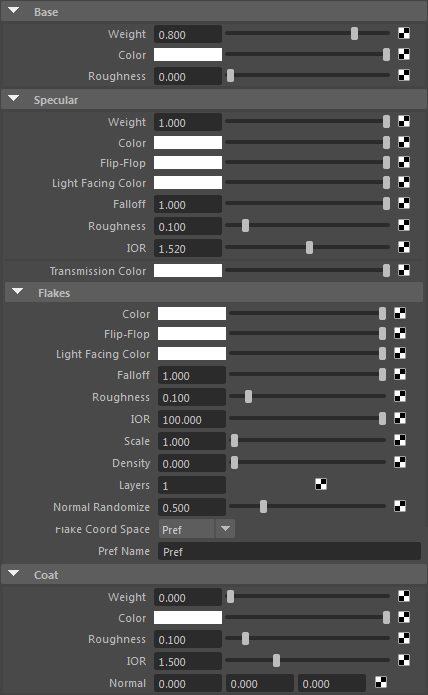 Base
Weight 0.800
Color
Roughness 0.000
Specular
Weight 1.000
Color
Flip-Flop
Light Facing Color
Falloff 1.000
Roughness 0.100
IOR 1.520
Transmission Color
Flakes
Color
Flip-Flop
Light Facing Color
Falloff 1.000
Roughness 0.100
IOR 100.000
Scale 1.000
Density 0.000
Layers 1
Normal Randomize 0.500
Flake Coord Space Pref
Pref Name Pref
Coat
Weight 0.000
Color
Roughness 0.100
IOR 1.500
Normal 0.000 0.000 0.000